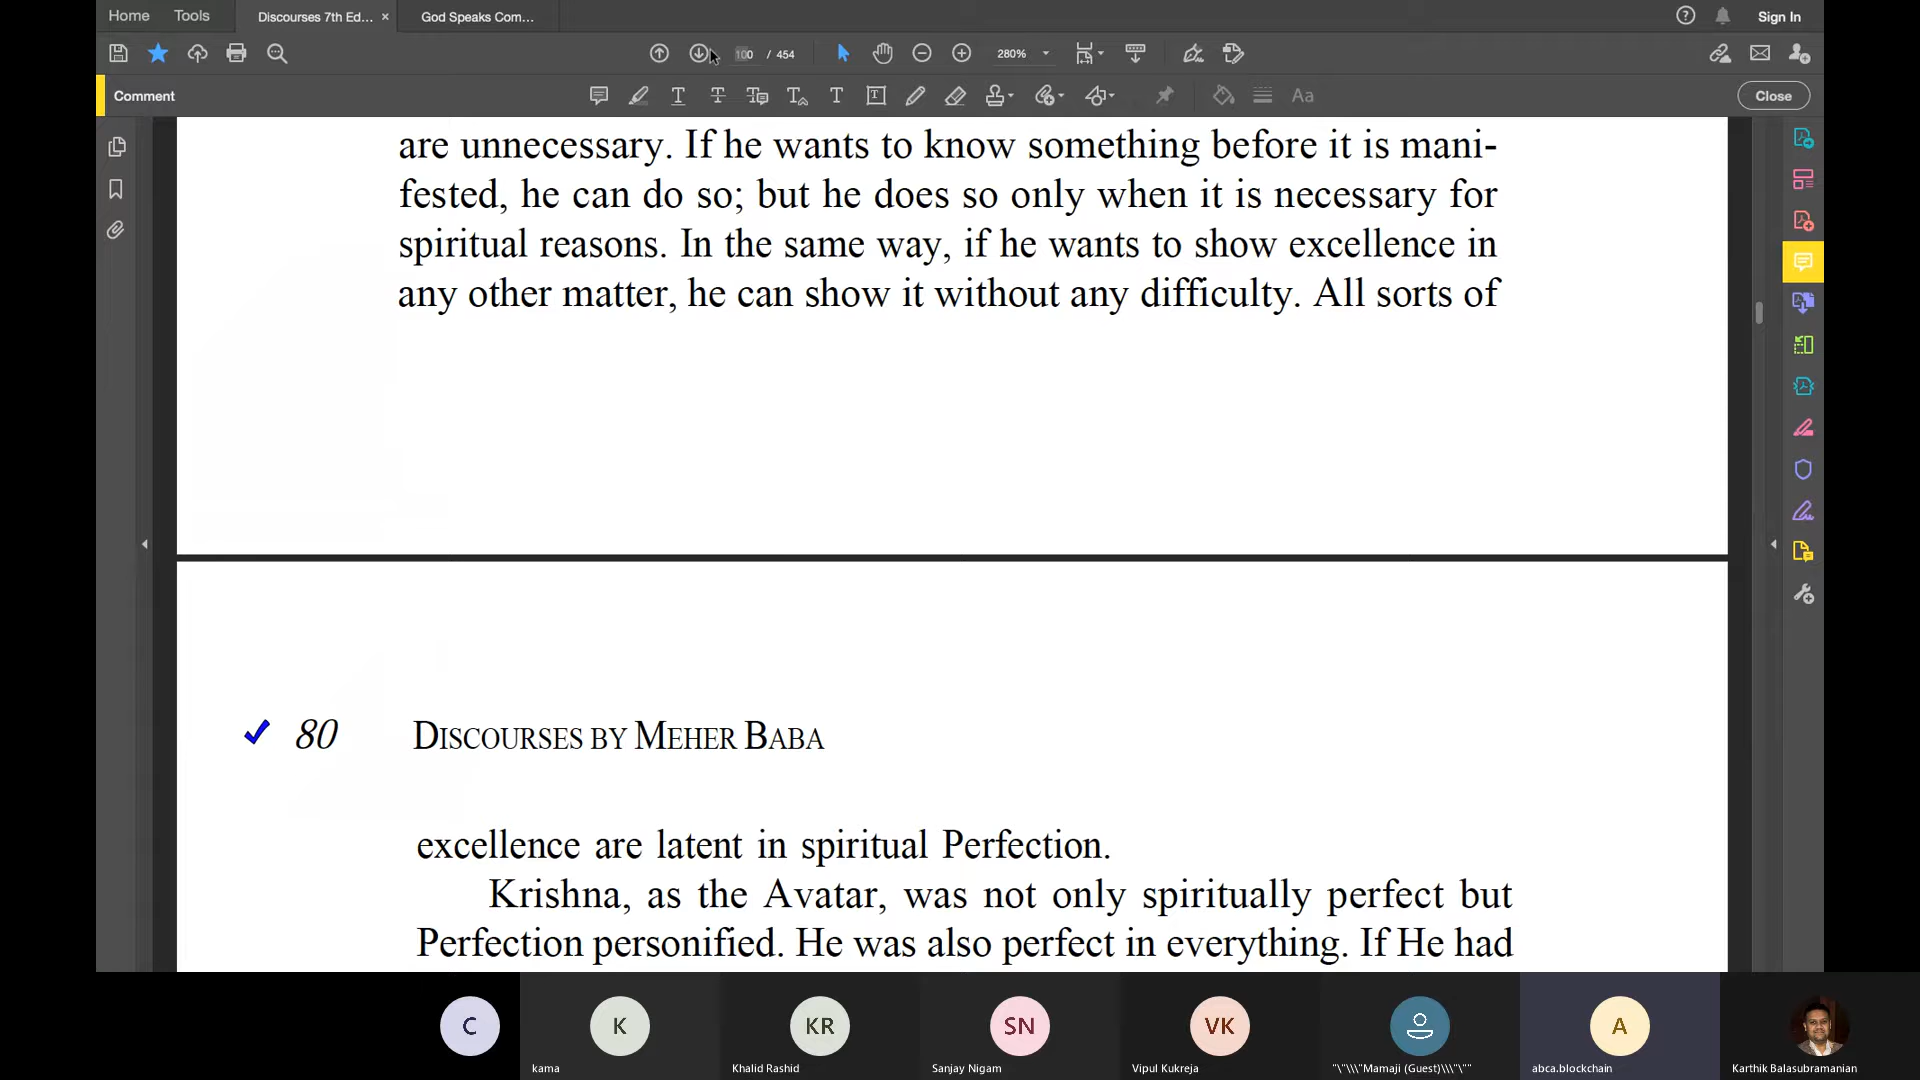 Home
Tools
Discourses 7th Ed... ×
God Speaks Com...
Sign In
100 / 454
280%
Comment
Close
are unnecessary. If he wants to know something before it is mani-
fested, he can do so; but he does so only when it is necessary for
spiritual reasons. In the same way, if he wants to show excellence in
any other matter, he can show it without any difficulty. All sorts of
80 DISCOURSES BY MEHER BABA
excellence are latent in spiritual Perfection.
Krishna, as the Avatar, was not only spiritually perfect but
Perfection personified. He was also perfect in everything. If He had
C
K
KR
SN
VK
A
kama
Khalid Rashid
Sanjay Nigam
Vipul Kukreja
"\"\\\"Mamaji (Guest)\\\"\""
abca.blockchain
Karthik Balasubramanian